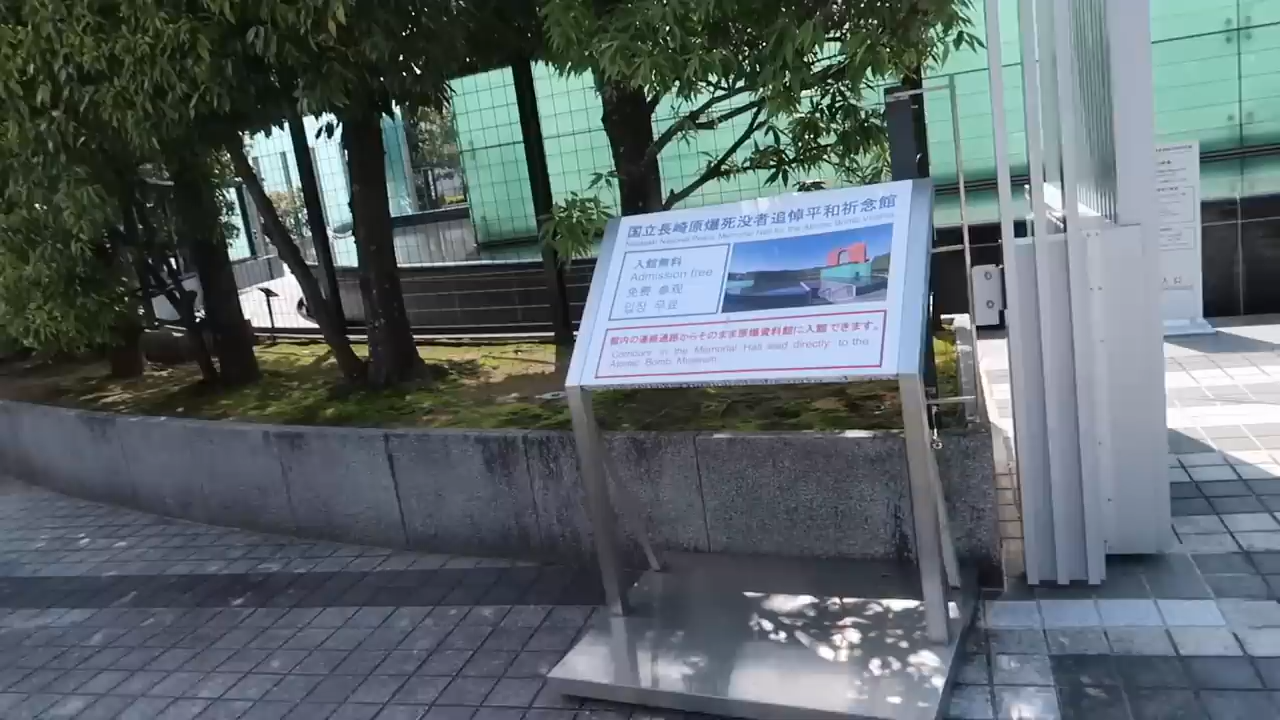 国立長崎原爆死没者追悼平和祈念館
Nagasaki National Peace Memorial Hall for the Atomic Bomb Victims
入館無料
Admission free
免费 参观
입장 무료
館内の連絡通路からそのまま原爆資料館に入館できます。
Corridors in the Memorial Hall lead directly to the
Atomic Bomb Museum
入口